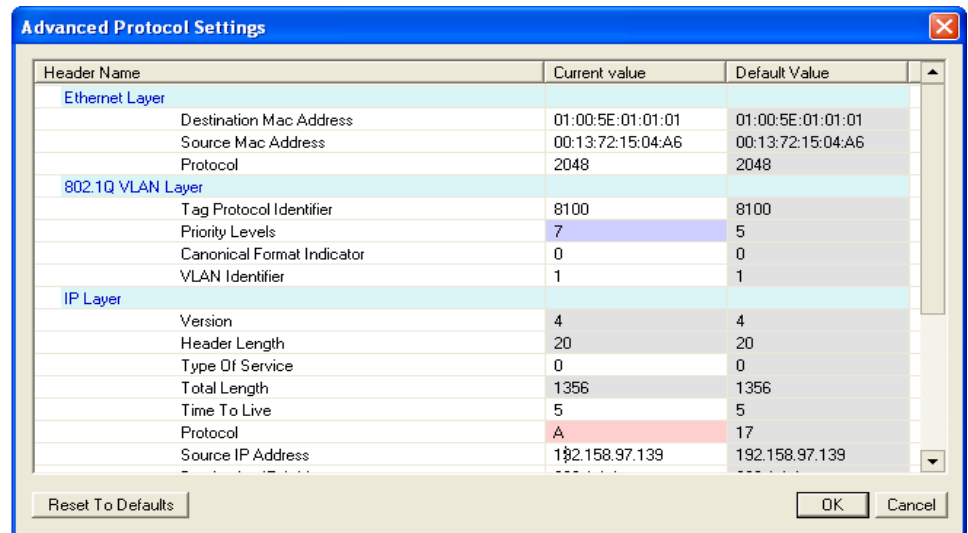 Advanced Protocol Settings
Header Name Current value Default Value
Ethernet Layer
Destination Mac Address 01:00:5E:01:01:01 01:00:5E:01:01:01
Source Mac Address 00:13:72:15:04:A6 00:13:72:15:04:A6
Protocol 2048 2048
802.1Q VLAN Layer
Tag Protocol Identifier 8100 8100
Priority Levels 7 5
Canonical Format Indicator 0 0
VLAN Identifier 1 1
IP Layer
Version 4 4
Header Length 20 20
Type Of Service 0 0
Total Length 1356 1356
Time To Live 5 5
Protocol A 17
Source IP Address 192.158.97.139 192.158.97.139
Reset To Defaults OK Cancel